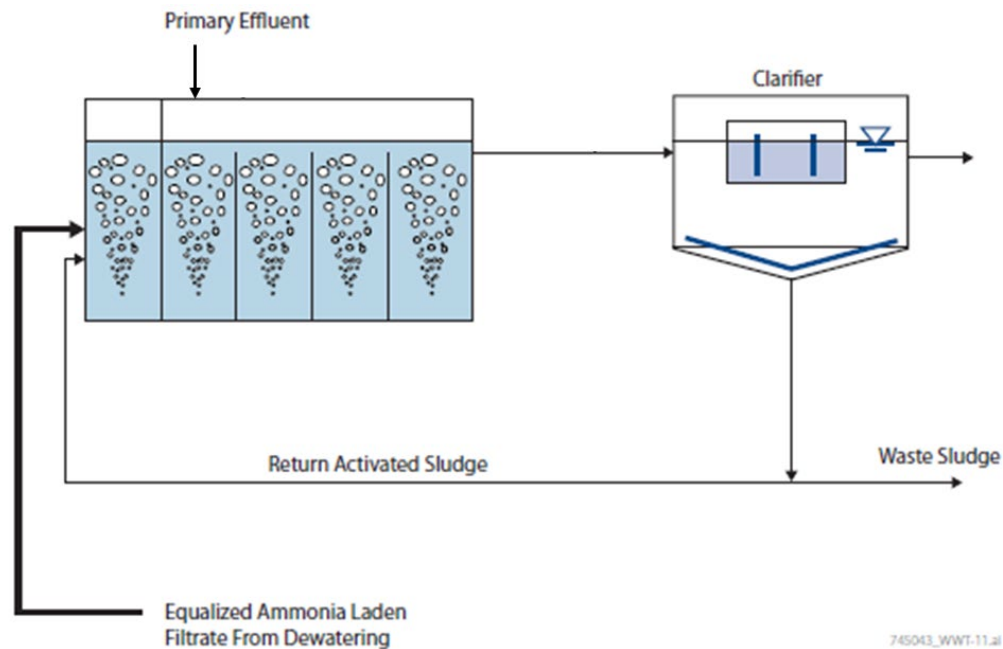 Primary Effluent
Clarifier
Return Activated Sludge
Waste Sludge
Equalized Ammonia Laden
Filtrate From Dewatering
745043_WWT-11.ai